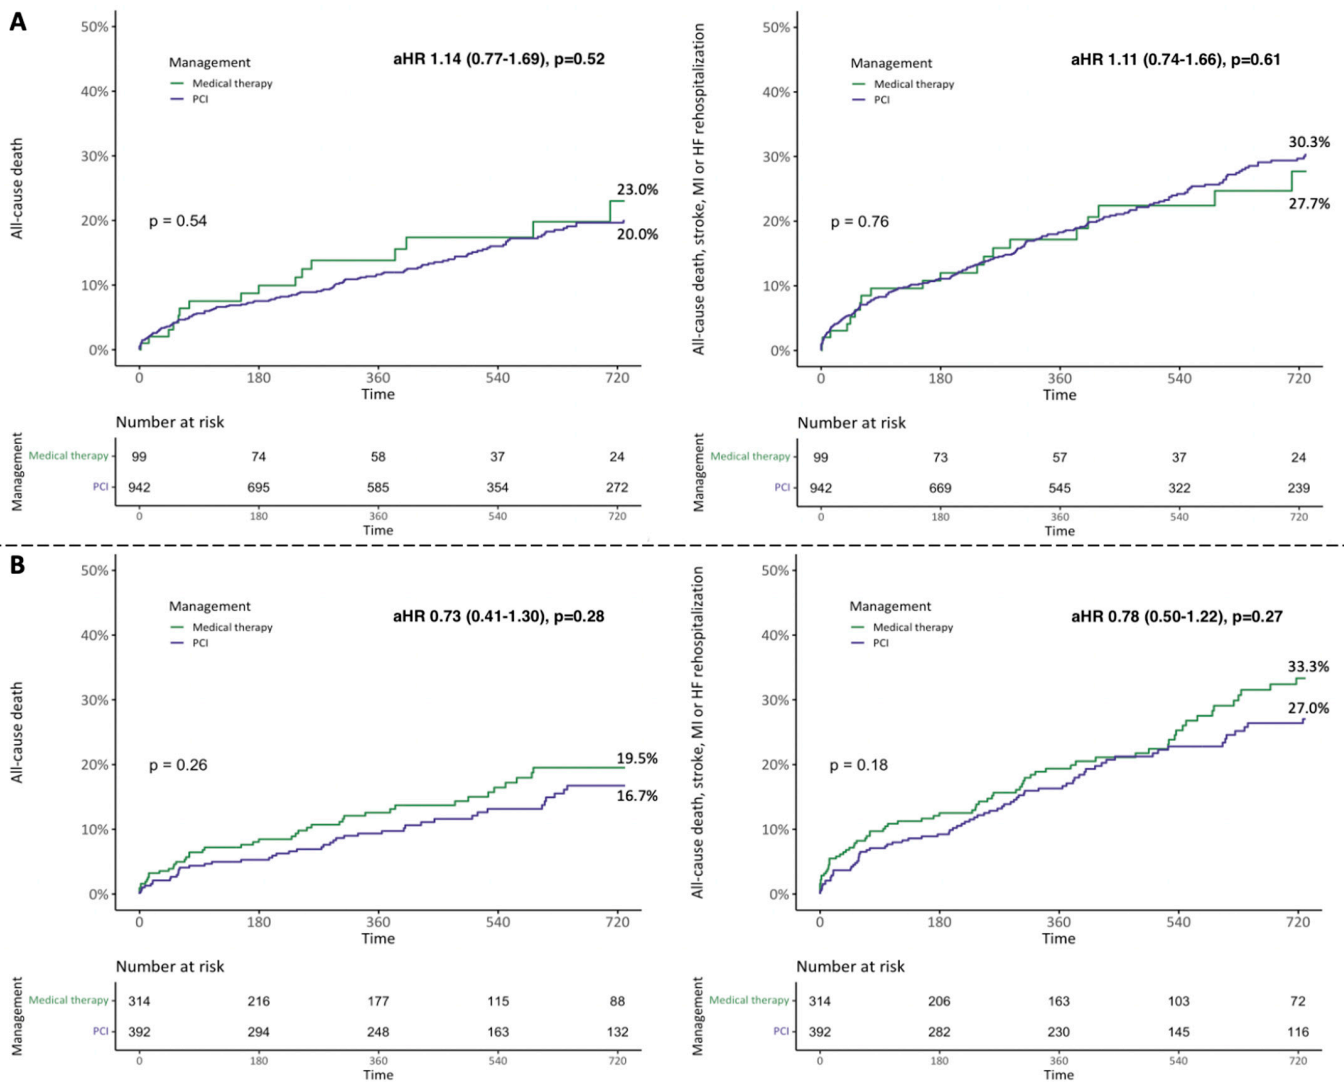 A
All-cause death
50%
40%
30%
20%
10%
0%
Management
Medical therapy
PCI
aHR 1.14 (0.77-1.69), p=0.52
p = 0.54
23.0%
20.0%
0 180 360 540 720
Time
Number at risk
Management
Medical therapy 99 74 58 37 24
PCI 942 695 585 354 272
0 180 360 540 720
Time
All-cause death, stroke, MI or HF rehospitalization
50%
40%
30%
20%
10%
0%
Management
Medical therapy
PCI
aHR 1.11 (0.74-1.66), p=0.61
p = 0.76
30.3%
27.7%
0 180 360 540 720
Time
Number at risk
Management
Medical therapy 99 73 57 37 24
PCI 942 669 545 322 239
0 180 360 540 720
Time
B
All-cause death
50%
40%
30%
20%
10%
0%
Management
Medical therapy
PCI
aHR 0.73 (0.41-1.30), p=0.28
p = 0.26
19.5%
16.7%
0 180 360 540 720
Time
Number at risk
Management
Medical therapy 314 216 177 115 88
PCI 392 294 248 163 132
0 180 360 540 720
Time
All-cause death, stroke, MI or HF rehospitalization
50%
40%
30%
20%
10%
0%
Management
Medical therapy
PCI
aHR 0.78 (0.50-1.22), p=0.27
p = 0.18
33.3%
27.0%
0 180 360 540 720
Time
Number at risk
Management
Medical therapy 314 206 163 103 72
PCI 392 282 230 145 116
0 180 360 540 720
Time